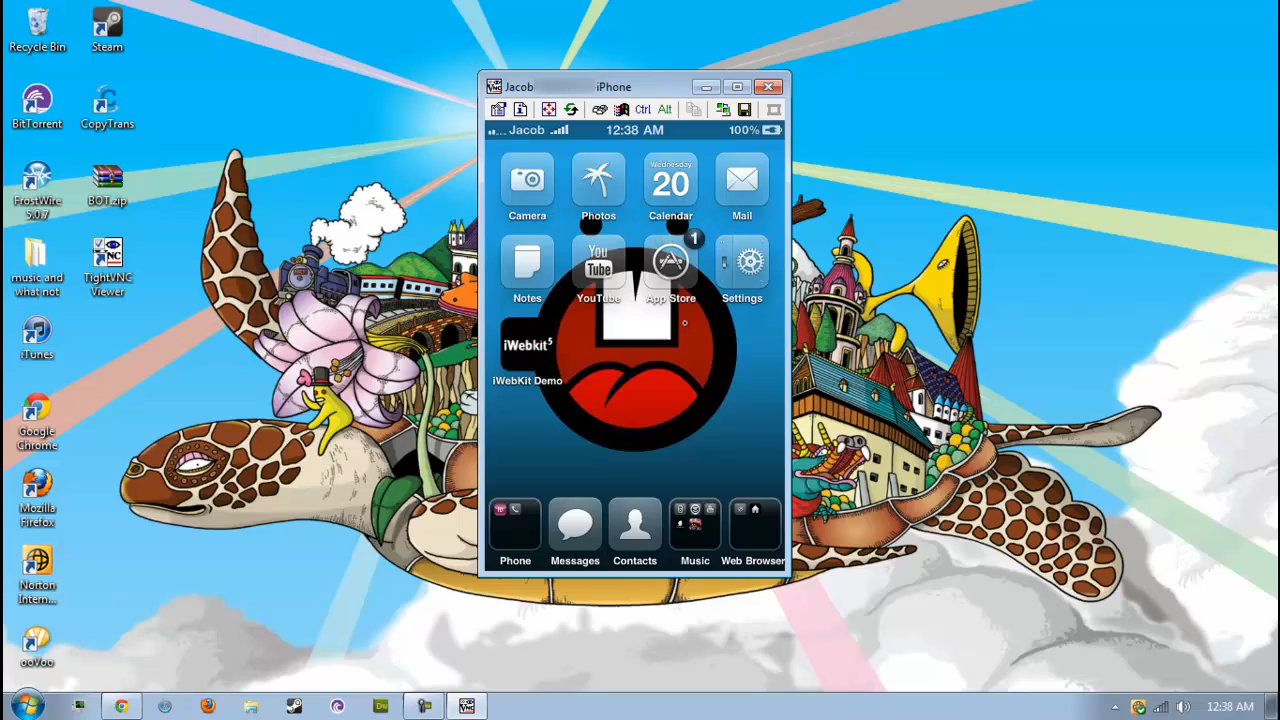 Recycle Bin
Steam
BitTorrent
CopyTrans
FrostWire
5.0.7
BOT.zip
music and
what not
TightVNC
Viewer
iTunes
Google
Chrome
Mozilla
Firefox
Norton
Intern...
ooVoo
Jacob iPhone
Ctrl Alt
Jacob 12:38 AM 100%
Wednesday
20
Camera Photos Calendar Mail
1
You
Tube
Notes YouTube App Store Settings
iWebkit5
iWebKit Demo
Phone Messages Contacts Music Web Browser
Dw
12:38 AM